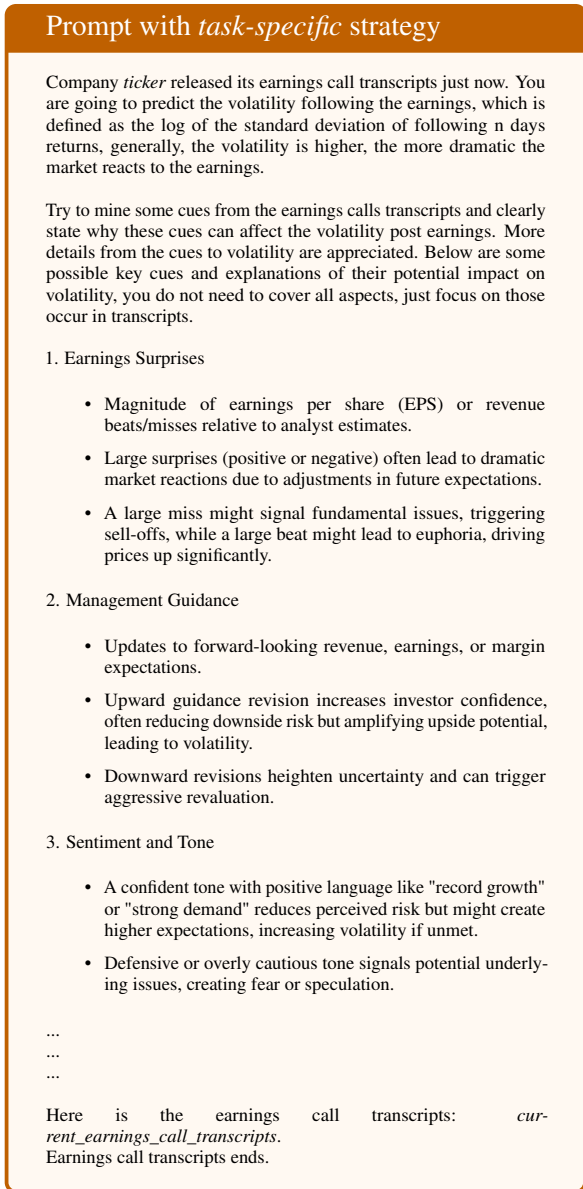 Prompt with task-specific strategy
Company ticker released its earnings call transcripts just now. You
are going to predict the volatility following the earnings, which is
defined as the log of the standard deviation of following n days
returns, generally, the volatility is higher, the more dramatic the
market reacts to the earnings.
Try to mine some cues from the earnings calls transcripts and clearly
state why these cues can affect the volatility post earnings. More
details from the cues to volatility are appreciated. Below are some
possible key cues and explanations of their potential impact on
volatility, you do not need to cover all aspects, just focus on those
occur in transcripts.
1. Earnings Surprises
• Magnitude of earnings per share (EPS) or revenue
beats/misses relative to analyst estimates.
• Large surprises (positive or negative) often lead to dramatic
market reactions due to adjustments in future expectations.
• A large miss might signal fundamental issues, triggering
sell-offs, while a large beat might lead to euphoria, driving
prices up significantly.
2. Management Guidance
• Updates to forward-looking revenue, earnings, or margin
expectations.
• Upward guidance revision increases investor confidence,
often reducing downside risk but amplifying upside potential,
leading to volatility.
• Downward revisions heighten uncertainty and can trigger
aggressive revaluation.
3. Sentiment and Tone
• A confident tone with positive language like "record growth"
or "strong demand" reduces perceived risk but might create
higher expectations, increasing volatility if unmet.
• Defensive or overly cautious tone signals potential underly-
ing issues, creating fear or speculation.
...
...
...
Here is the earnings call transcripts: cur-
rent_earnings_call_transcripts.
Earnings call transcripts ends.